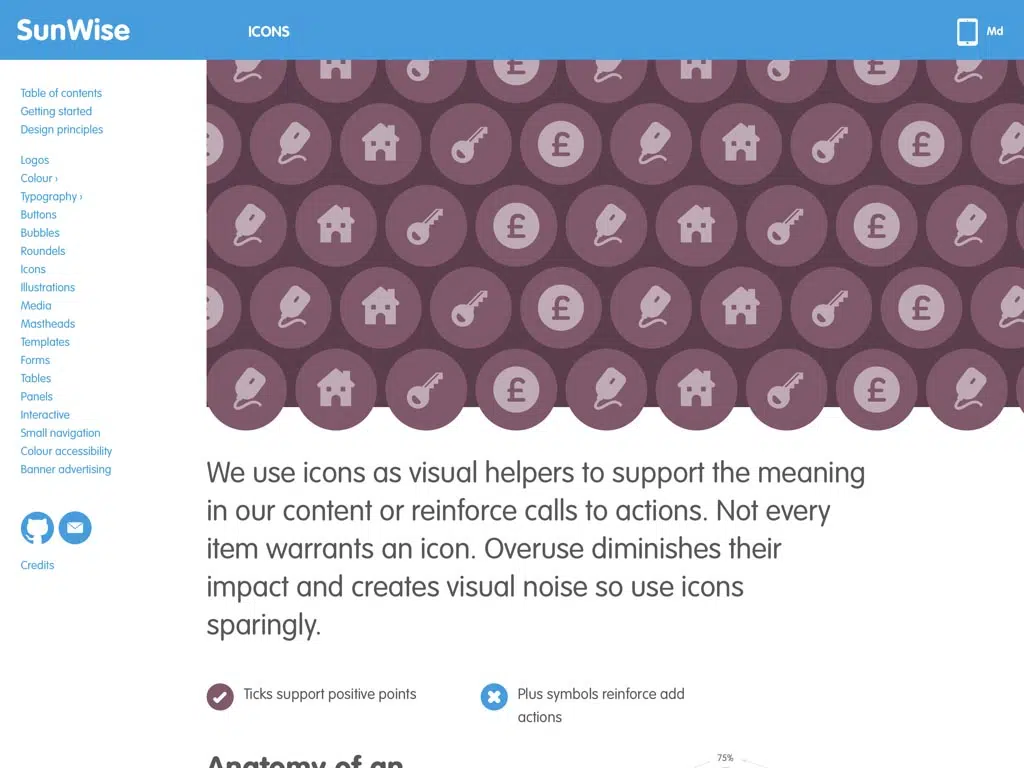 SunWise
ICONS
Md
Table of contents
Getting started
Design principles
Logos
Colour ›
Typography ›
Buttons
Bubbles
Roundels
Icons
Illustrations
Media
Mastheads
Templates
Forms
Tables
Panels
Interactive
Small navigation
Colour accessibility
Banner advertising
Credits
We use icons as visual helpers to support the meaning
in our content or reinforce calls to actions. Not every
item warrants an icon. Overuse diminishes their
impact and creates visual noise so use icons
sparingly.
Ticks support positive points
Plus symbols reinforce add
actions
Anatomy of an
75%